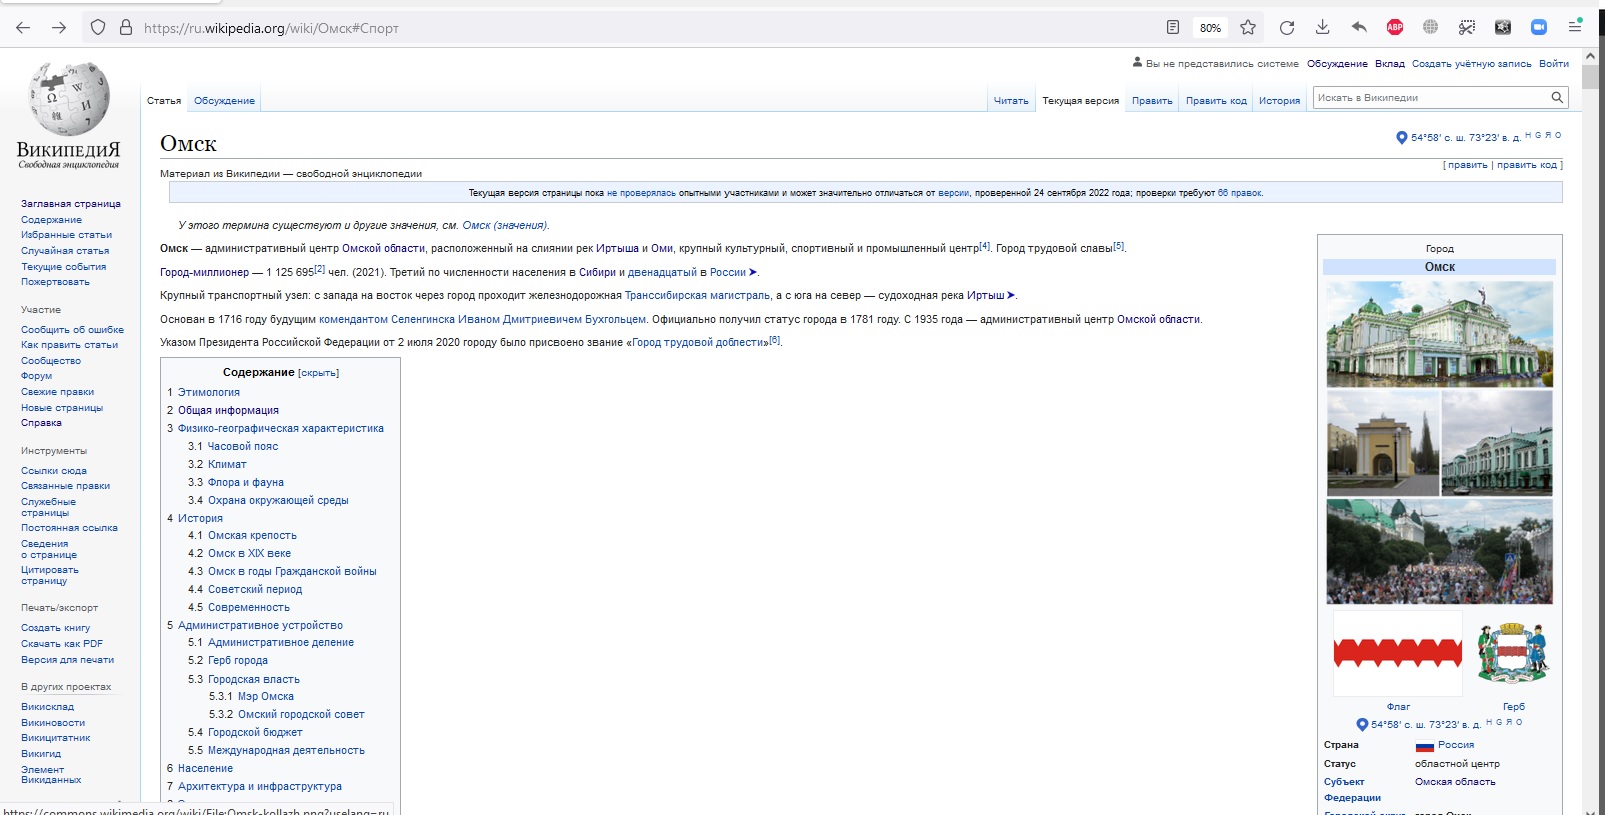 https://ru.wikipedia.org/wiki/Омск#Спорт
80%
ABP
Вы не представились системе Обсуждение Вклад Создать учётную запись Войти
Статья Обсуждение
Читать Текущая версия Править Править код История
Искать в Википедии
ВикипедиЯ
Свободная энциклопедия
Заглавная страница
Содержание
Избранные статьи
Случайная статья
Текущие события
Пожертвовать
Участие
Сообщить об ошибке
Как править статьи
Сообщество
Форум
Свежие правки
Новые страницы
Справка
Инструменты
Ссылки сюда
Связанные правки
Служебные
страницы
Постоянная ссылка
Сведения
о странице
Цитировать
страницу
Печать/экспорт
Создать книгу
Скачать как PDF
Версия для печати
В других проектах
Викисклад
Викиновости
Викицитатник
Викигид
Элемент
Викиданных
Омск
54°58′ с. ш. 73°23′ в. д. H G Я O
[ править | править код ]
Материал из Википедии — свободной энциклопедии
Текущая версия страницы пока не проверялась опытными участниками и может значительно отличаться от версии, проверенной 24 сентября 2022 года; проверки требуют 66 правок.
У этого термина существуют и другие значения, см. Омск (значения).
Омск — административный центр Омской области, расположенный на слиянии рек Иртыша и Оми, крупный культурный, спортивный и промышленный центр[4]. Город трудовой славы[5].
Город-миллионер — 1 125 695[2] чел. (2021). Третий по численности населения в Сибири и двенадцатый в России ➤.
Крупный транспортный узел: с запада на восток через город проходит железнодорожная Транссибирская магистраль, а с юга на север — судоходная река Иртыш ➤.
Основан в 1716 году будущим комендантом Селенгинска Иваном Дмитриевичем Бухгольцем. Официально получил статус города в 1781 году. С 1935 года — административный центр Омской области.
Указом Президента Российской Федерации от 2 июля 2020 городу было присвоено звание «Город трудовой доблести»[6].
Содержание [скрыть]
1 Этимология
2 Общая информация
3 Физико-географическая характеристика
3.1 Часовой пояс
3.2 Климат
3.3 Флора и фауна
3.4 Охрана окружающей среды
4 История
4.1 Омская крепость
4.2 Омск в XIX веке
4.3 Омск в годы Гражданской войны
4.4 Советский период
4.5 Современность
5 Административное устройство
5.1 Административное деление
5.2 Герб города
5.3 Городская власть
5.3.1 Мэр Омска
5.3.2 Омский городской совет
5.4 Городской бюджет
5.5 Международная деятельность
6 Население
7 Архитектура и инфраструктура
Город
Омск
Флаг Герб
54°58′ с. ш. 73°23′ в. д. H G Я O
Страна Россия
Статус областной центр
Субъект Омская область
Федерации
Городской округ город Омск
https://commons.wikimedia.org/wiki/File:Omsk-kollazh.png?uselang=ru